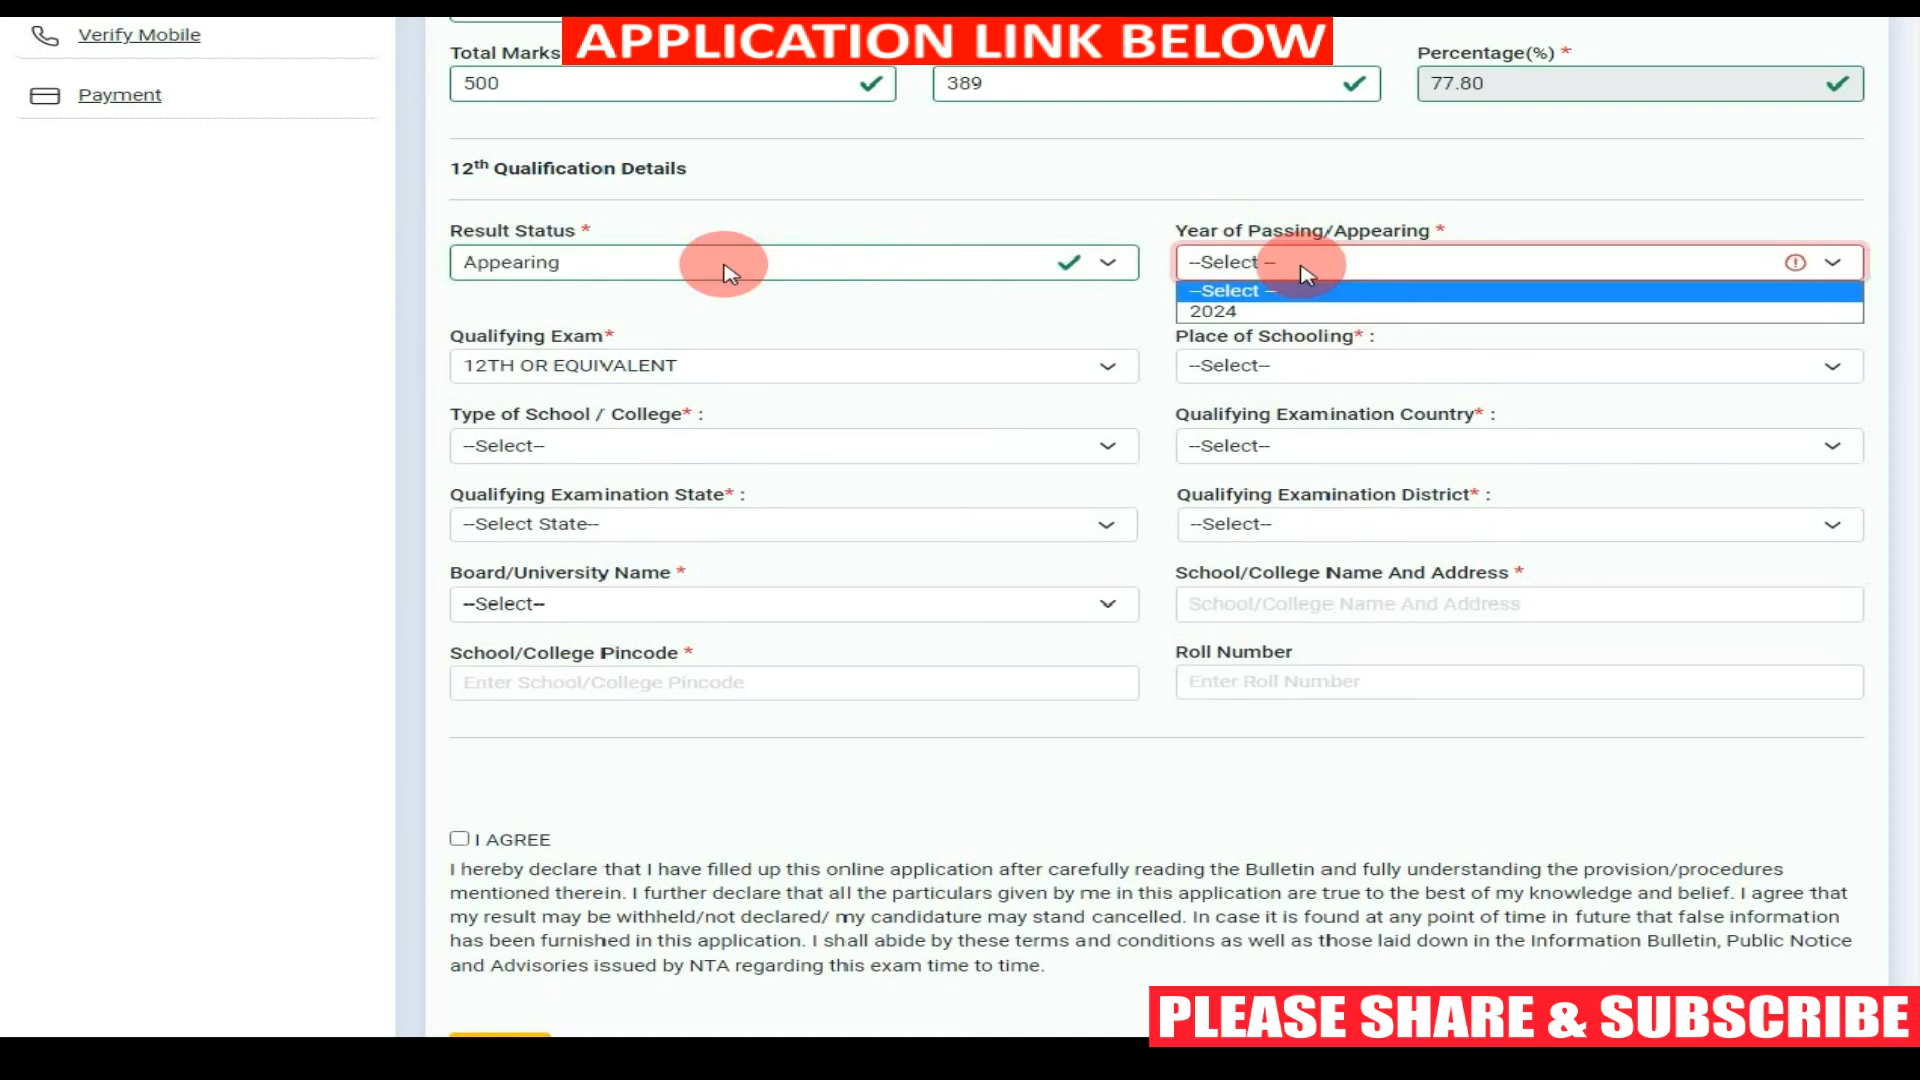 Verify Mobile
Payment
APPLICATION LINK BELOW
Total Marks
Percentage(%) *
500
389
77.80
12th Qualification Details
Result Status *
Year of Passing/Appearing *
Appearing
--Select --
--Select --
2024
Qualifying Exam*
Place of Schooling* :
12TH OR EQUIVALENT
--Select--
Type of School / College* :
Qualifying Examination Country* :
--Select--
--Select--
Qualifying Examination State* :
Qualifying Examination District* :
--Select State--
--Select--
Board/University Name *
School/College Name And Address *
--Select--
School/College Name And Address
School/College Pincode *
Roll Number
Enter School/College Pincode
Enter Roll Number
I AGREE
I hereby declare that I have filled up this online application after carefully reading the Bulletin and fully understanding the provision/procedures
mentioned therein. I further declare that all the particulars given by me in this application are true to the best of my knowledge and belief. I agree that
my result may be withheld/not declared/ my candidature may stand cancelled. In case it is found at any point of time in future that false information
has been furnished in this application. I shall abide by these terms and conditions as well as those laid down in the Information Bulletin, Public Notice
and Advisories issued by NTA regarding this exam time to time.
PLEASE SHARE & SUBSCRIBE